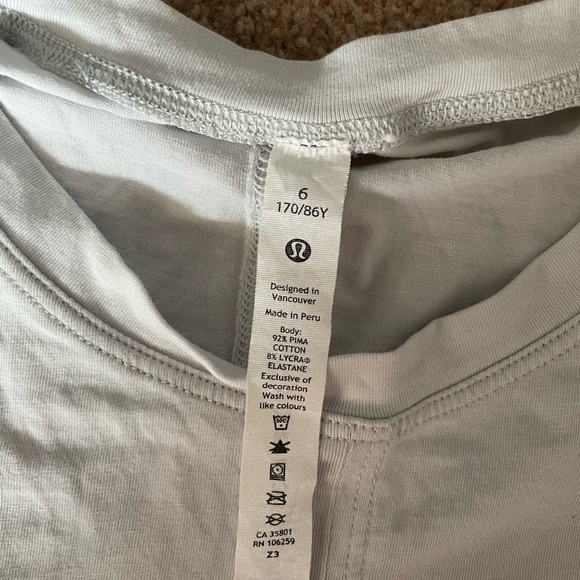 6
170/86Y
Designed in
Vancouver
Made in Peru
Body:
92% PIMA
COTTON
8% LYCRA®
ELASTANE
Exclusive of
decoration
Wash with
like colours
CA 35801
RN 106259
Z3